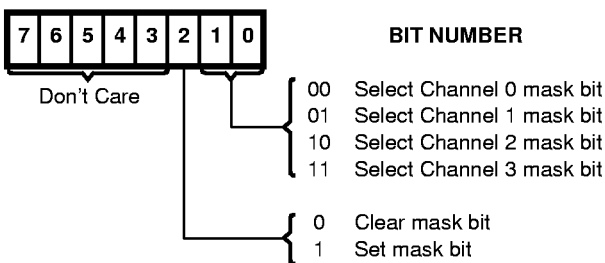 7 6 5 4 3 2 1 0 BIT NUMBER
Don't Care
00 Select Channel 0 mask bit
01 Select Channel 1 mask bit
10 Select Channel 2 mask bit
11 Select Channel 3 mask bit
0 Clear mask bit
1 Set mask bit